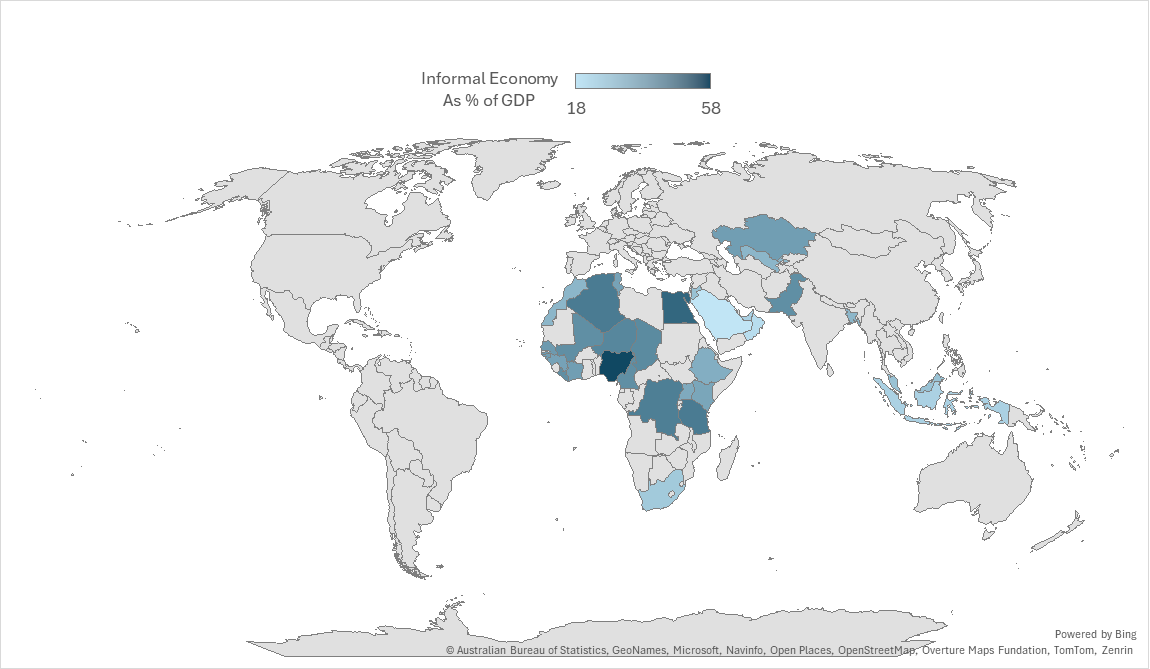 Informal Economy
As % of GDP
18
58
Powered by Bing
© Australian Bureau of Statistics, GeoNames, Microsoft, Navinfo, Open Places, OpenStreetMap, Overture Maps Fundation, TomTom, Zenrin